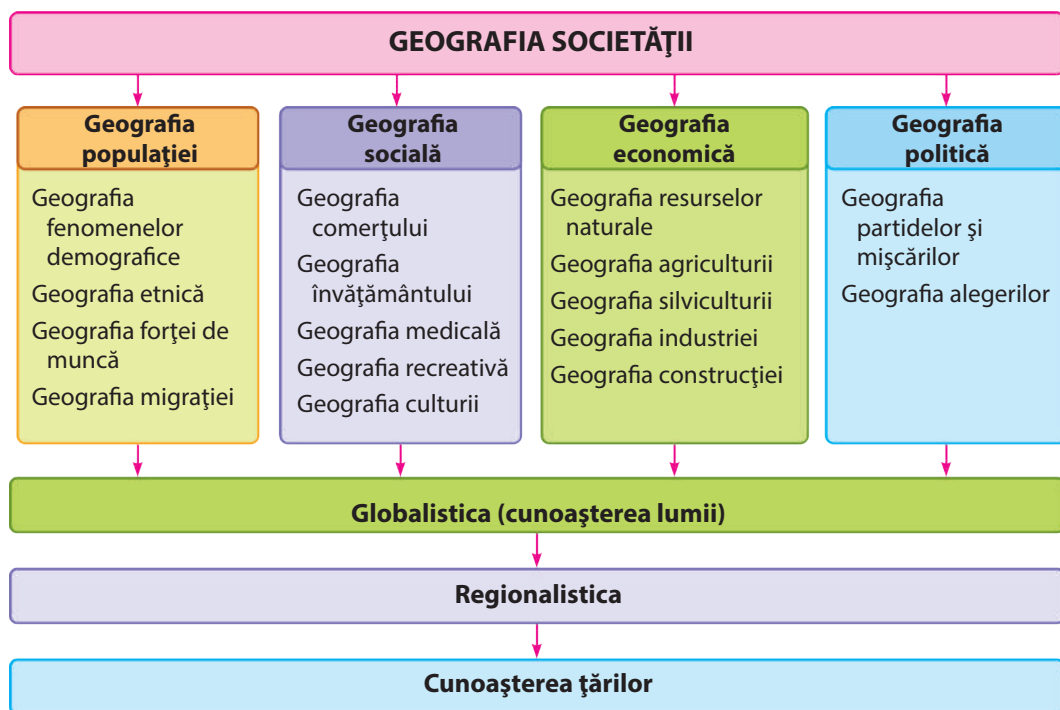 GEOGRAFIA SOCIETĂŢII
Geografia
populaţiei
Geografia
fenomenelor
demografice
Geografia etnică
Geografia forţei de
muncă
Geografia migraţiei
Geografia
socială
Geografia
comerţului
Geografia
învăţământului
Geografia medicală
Geografia recreativă
Geografia culturii
Geografia
economică
Geografia resurselor
naturale
Geografia agriculturii
Geografia silviculturii
Geografia industriei
Geografia construcţiei
Geografia
politică
Geografia
partidelor şi
mişcărilor
Geografia alegerilor
Globalistica (cunoaşterea lumii)
Regionalistica
Cunoaşterea ţărilor